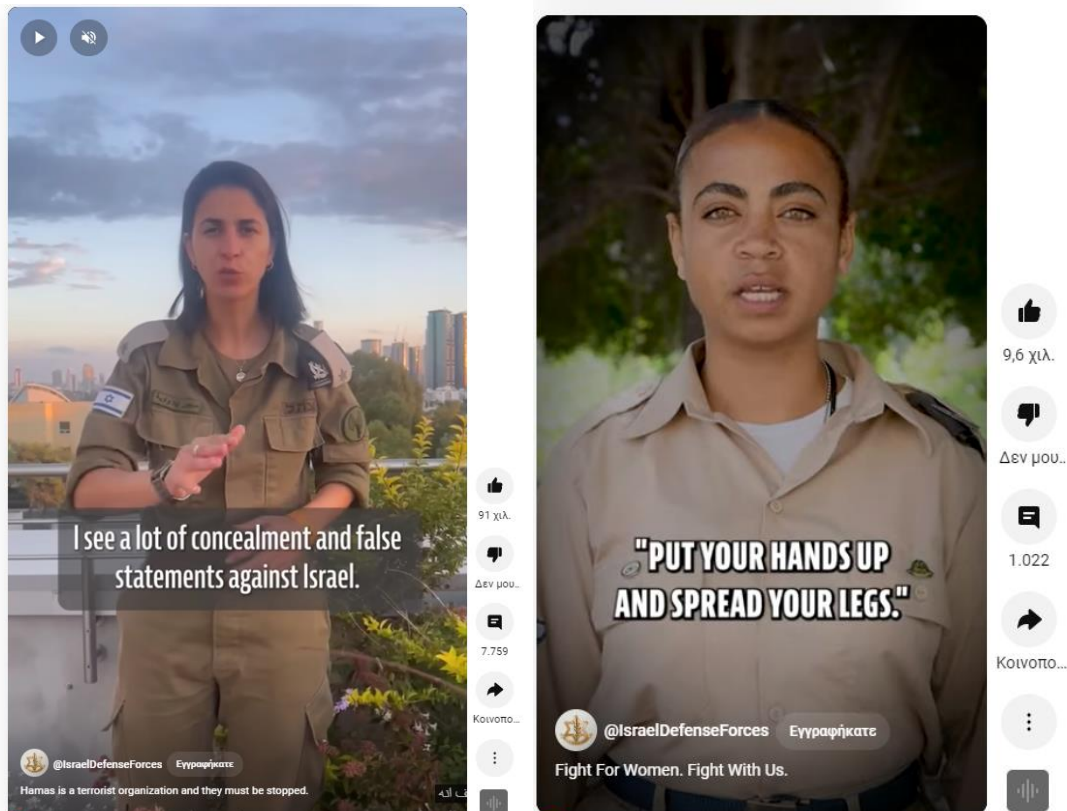 I see a lot of concealment and false
statements against Israel.
@IsraelDefenseForces Εγγραφήκατε
Hamas is a terrorist organization and they must be stopped.
91 χιλ.
Δεν μου..
7.759
Κοινοπο...
"PUT YOUR HANDS UP
AND SPREAD YOUR LEGS."
@IsraelDefenseForces Εγγραφήκατε
Fight For Women. Fight With Us.
9,6 χιλ.
Δεν μου..
1.022
Κοινοπο...